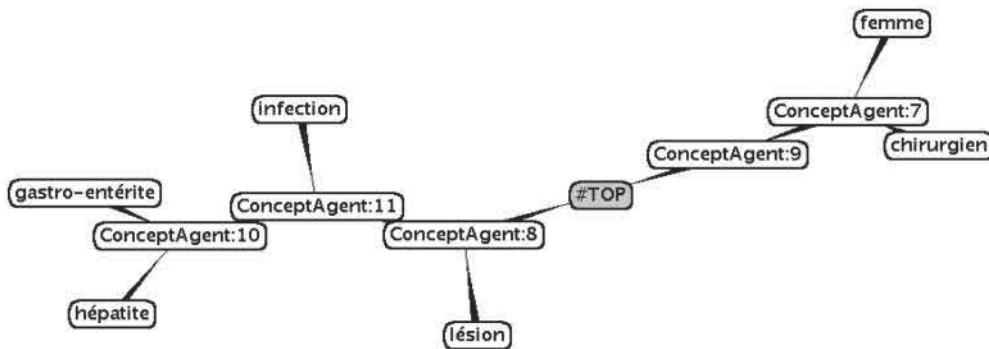 femme
infection
ConceptAgent:7
chirurgien
ConceptAgent:9
gastro-entérite
#TOP
ConceptAgent:11
ConceptAgent:10
ConceptAgent:8
hépatite
lésion